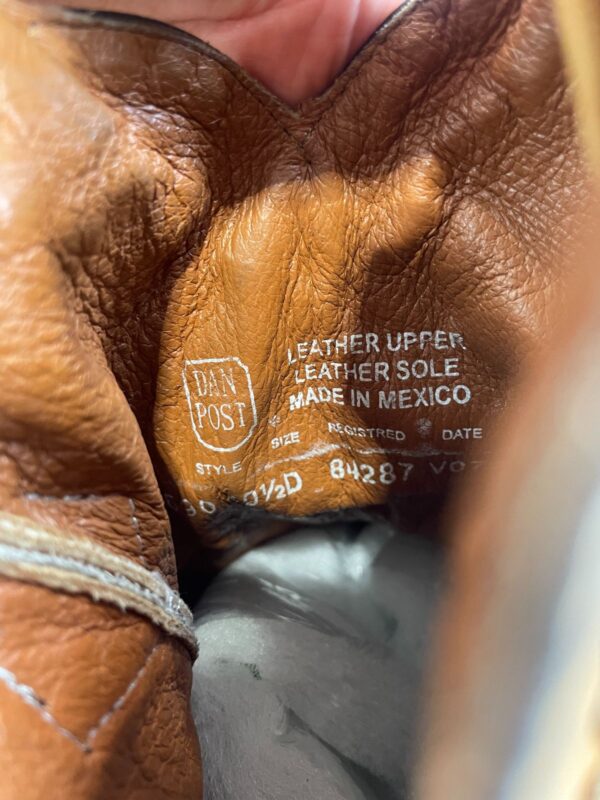 DAN
POST
LEATHER UPPER
LEATHER SOLE
MADE IN MEXICO
STYLE SIZE REGISTRED DATE
84287